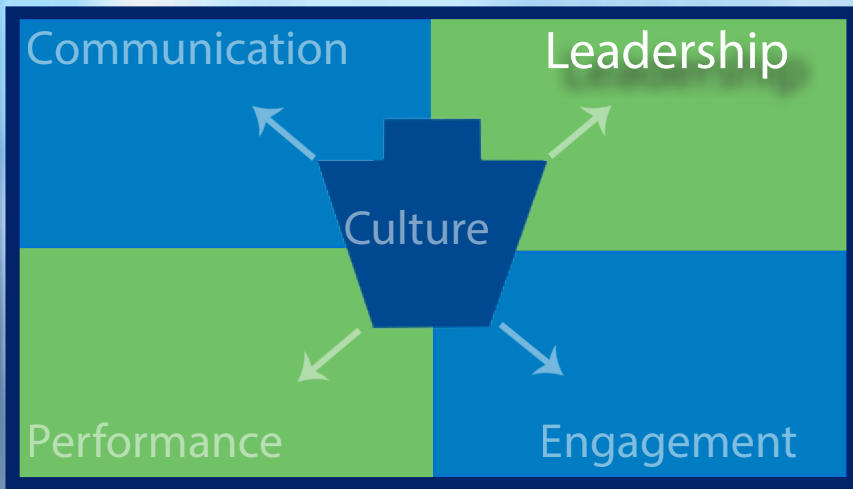 Communication
Leadership
Culture
Performance
Engagement